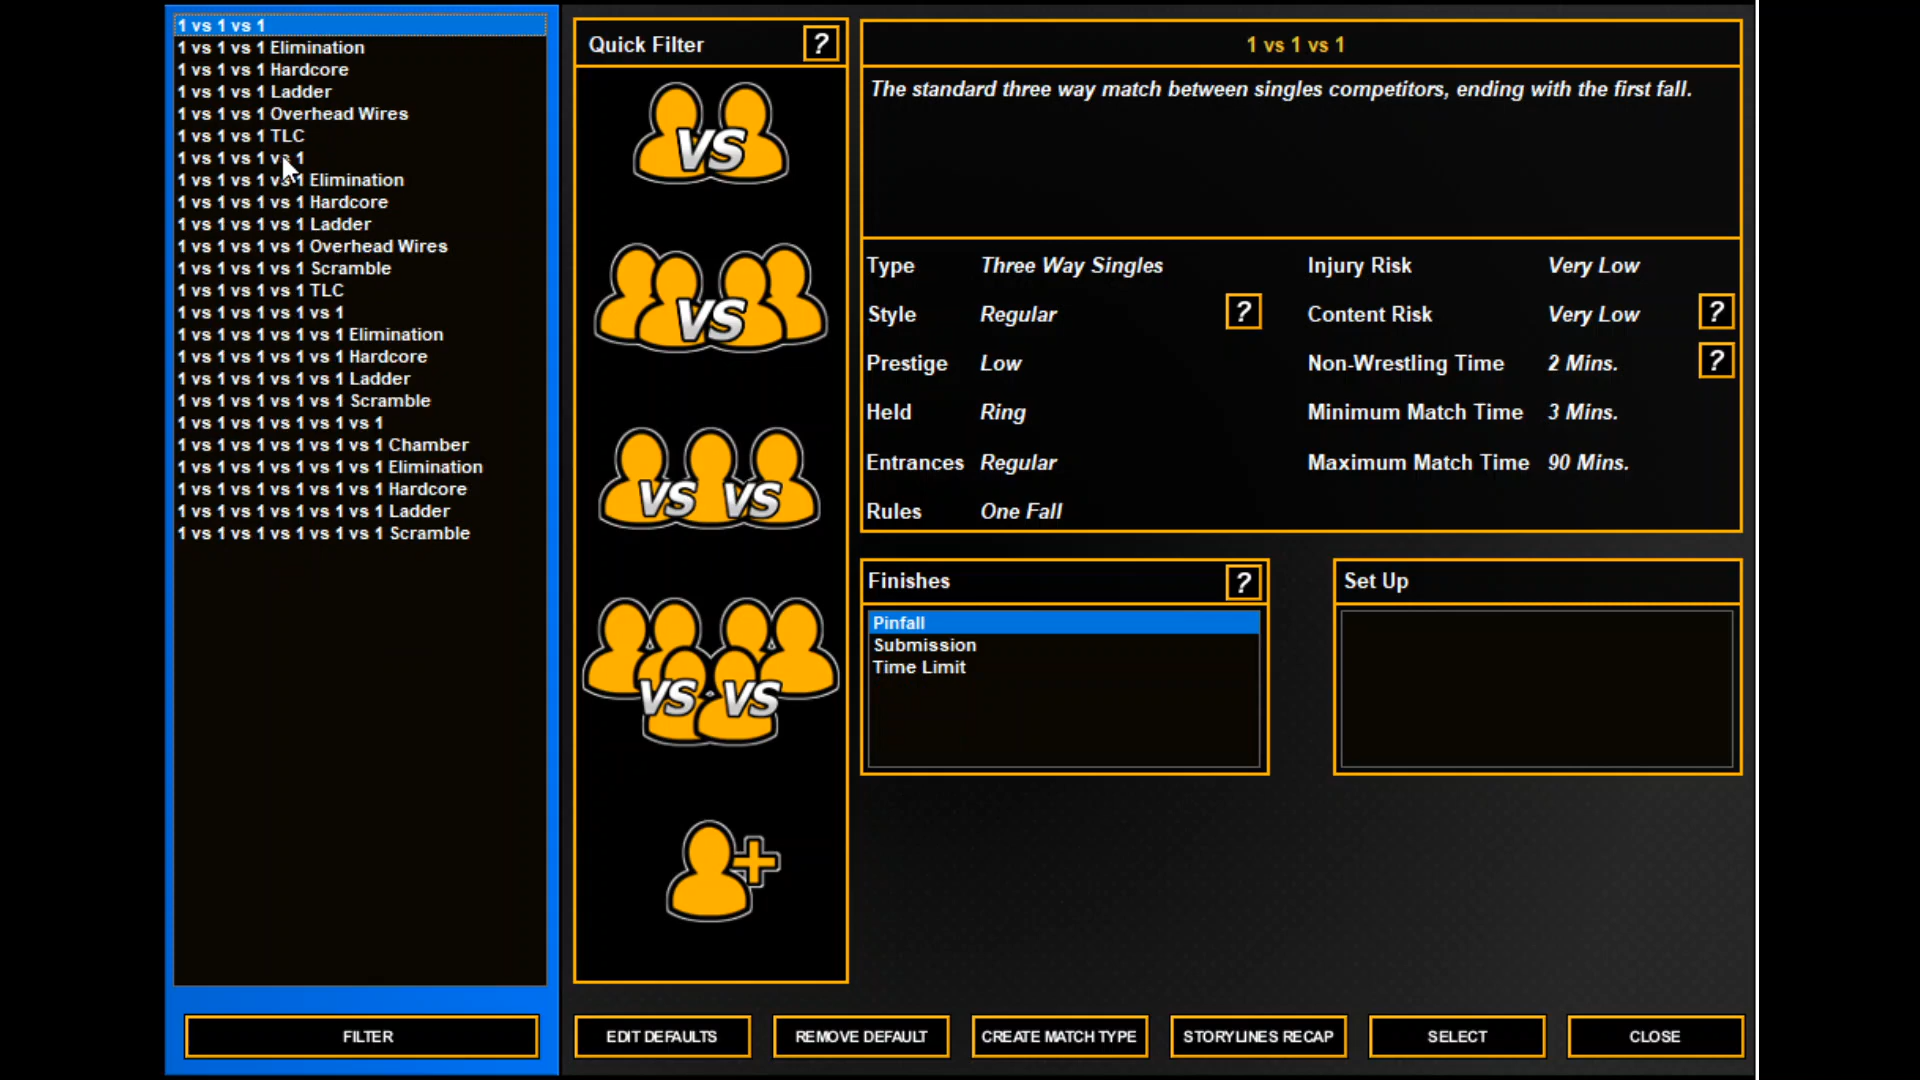 1 vs 1 vs 1
1 vs 1 vs 1 Elimination
1 vs 1 vs 1 Hardcore
1 vs 1 vs 1 Ladder
1 vs 1 vs 1 Overhead Wires
1 vs 1 vs 1 TLC
1 vs 1 vs 1 vs 1
1 vs 1 vs 1 vs 1 Elimination
1 vs 1 vs 1 vs 1 Hardcore
1 vs 1 vs 1 vs 1 Ladder
1 vs 1 vs 1 vs 1 Overhead Wires
1 vs 1 vs 1 vs 1 Scramble
1 vs 1 vs 1 vs 1 TLC
1 vs 1 vs 1 vs 1 vs 1
1 vs 1 vs 1 vs 1 vs 1 Elimination
1 vs 1 vs 1 vs 1 vs 1 Hardcore
1 vs 1 vs 1 vs 1 vs 1 Ladder
1 vs 1 vs 1 vs 1 vs 1 Scramble
1 vs 1 vs 1 vs 1 vs 1 vs 1
1 vs 1 vs 1 vs 1 vs 1 vs 1 Chamber
1 vs 1 vs 1 vs 1 vs 1 vs 1 Elimination
1 vs 1 vs 1 vs 1 vs 1 vs 1 Hardcore
1 vs 1 vs 1 vs 1 vs 1 vs 1 Ladder
1 vs 1 vs 1 vs 1 vs 1 vs 1 Scramble
FILTER
Quick Filter ?
VS
VS
VS VS
VS VS
1 vs 1 vs 1
The standard three way match between singles competitors, ending with the first fall.
Type Three Way Singles Injury Risk Very Low
Style Regular ? Content Risk Very Low ?
Prestige Low Non-Wrestling Time 2 Mins. ?
Held Ring Minimum Match Time 3 Mins.
Entrances Regular Maximum Match Time 90 Mins.
Rules One Fall
Finishes ?
Pinfall
Submission
Time Limit
Set Up
EDIT DEFAULTS REMOVE DEFAULT CREATE MATCH TYPE STORYLINES RECAP SELECT CLOSE